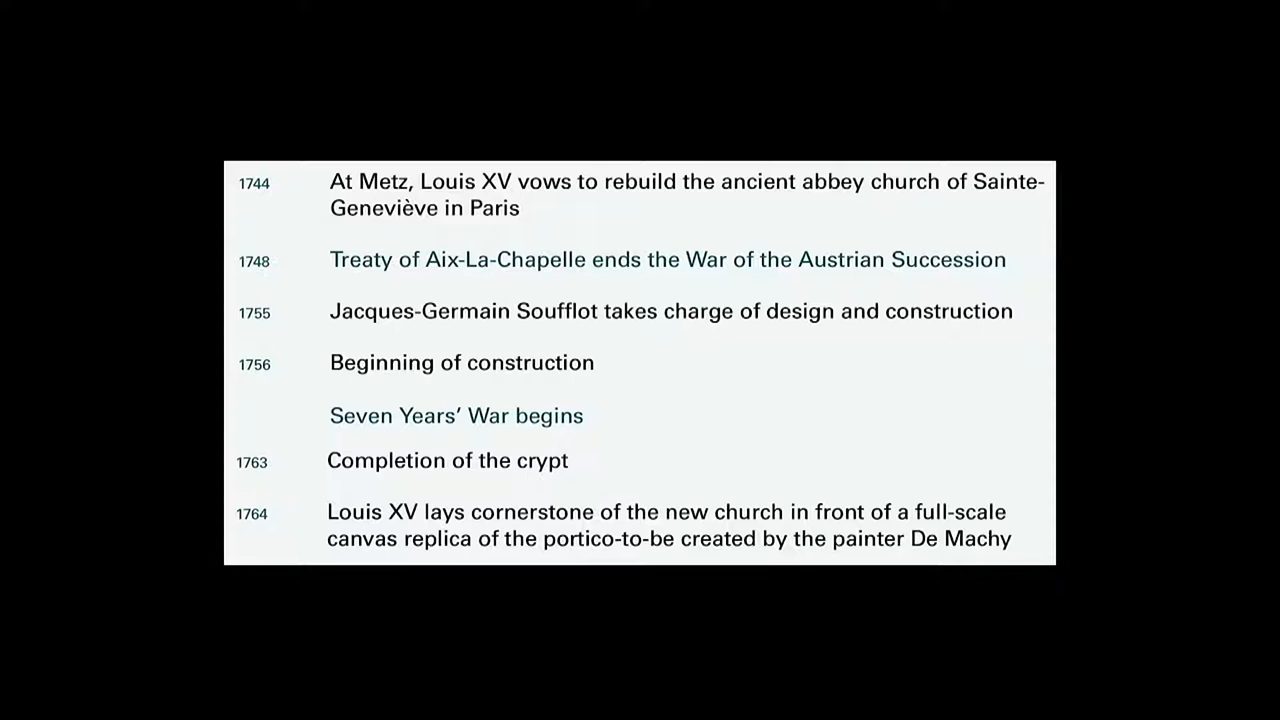 1744 At Metz, Louis XV vows to rebuild the ancient abbey church of Sainte-
Geneviève in Paris
1748 Treaty of Aix-La-Chapelle ends the War of the Austrian Succession
1755 Jacques-Germain Soufflot takes charge of design and construction
1756 Beginning of construction
Seven Years’ War begins
1763 Completion of the crypt
1764 Louis XV lays cornerstone of the new church in front of a full-scale
canvas replica of the portico-to-be created by the painter De Machy